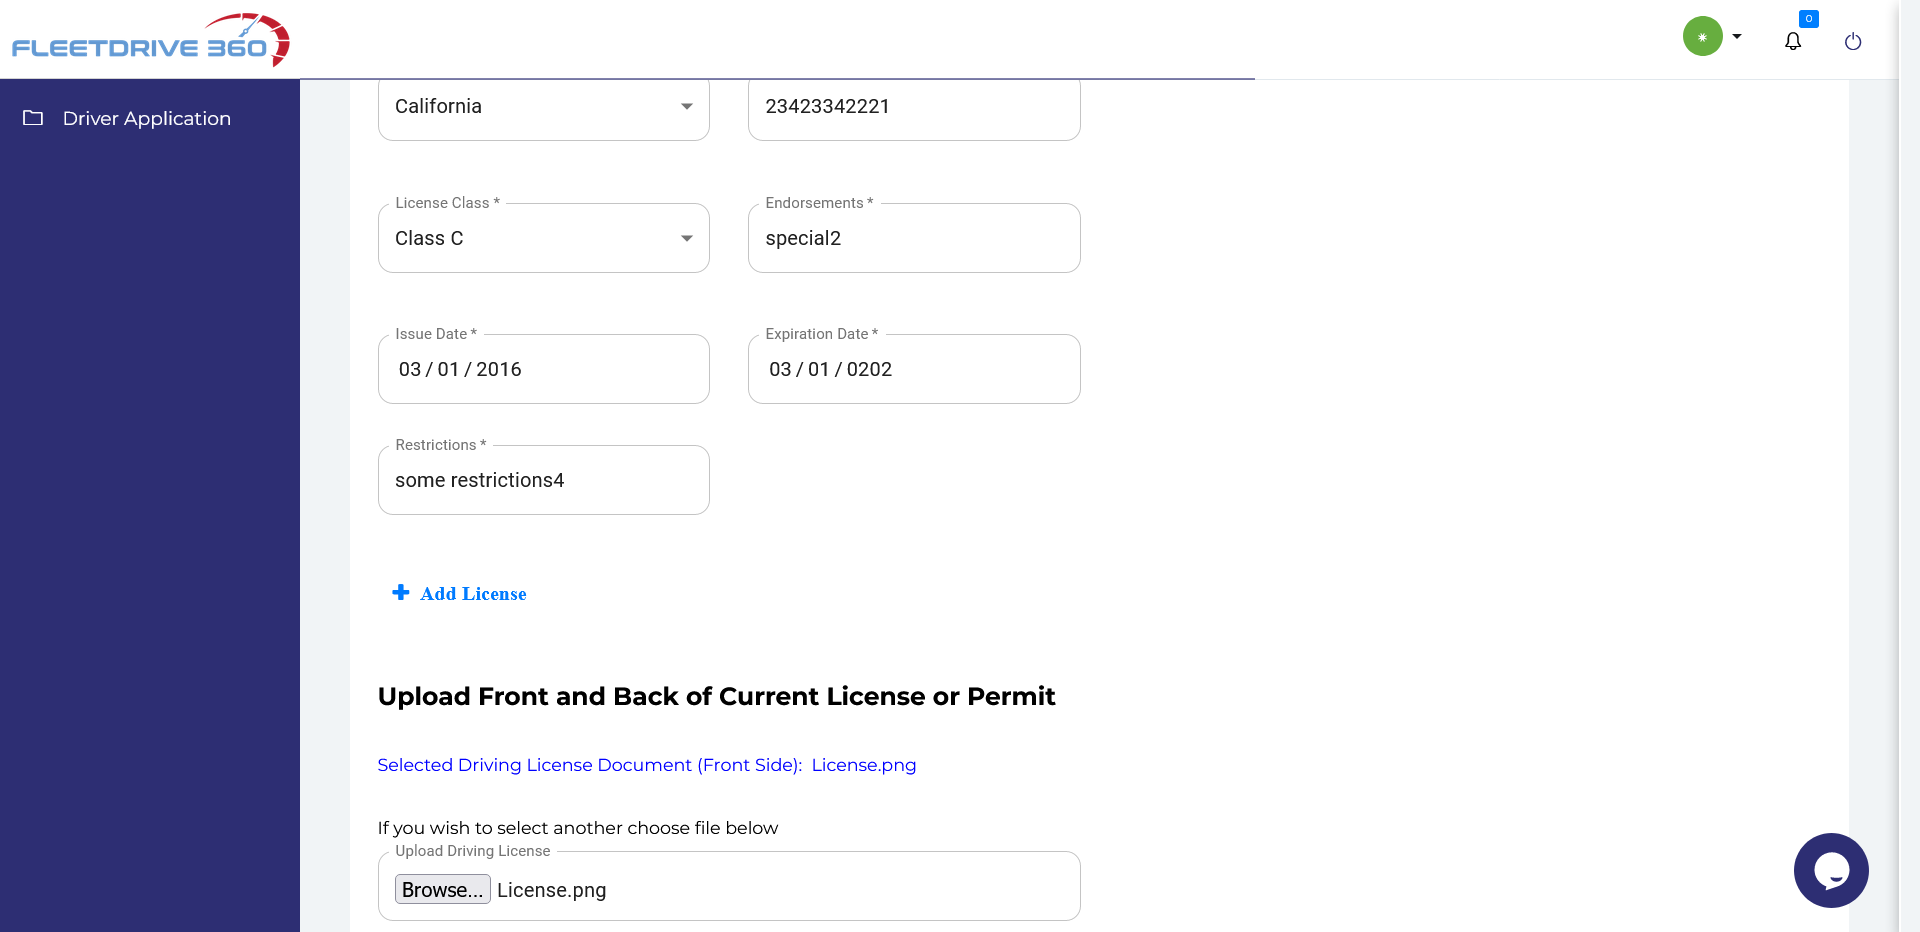 FLEETDRIVE 360
0
Driver Application
California
23423342221
License Class *
Class C
Endorsements *
special2
Issue Date *
03 / 01 / 2016
Expiration Date *
03 / 01 / 0202
Restrictions *
some restrictions4
Add License
Upload Front and Back of Current License or Permit
Selected Driving License Document (Front Side): License.png
If you wish to select another choose file below
Upload Driving License
Browse... License.png